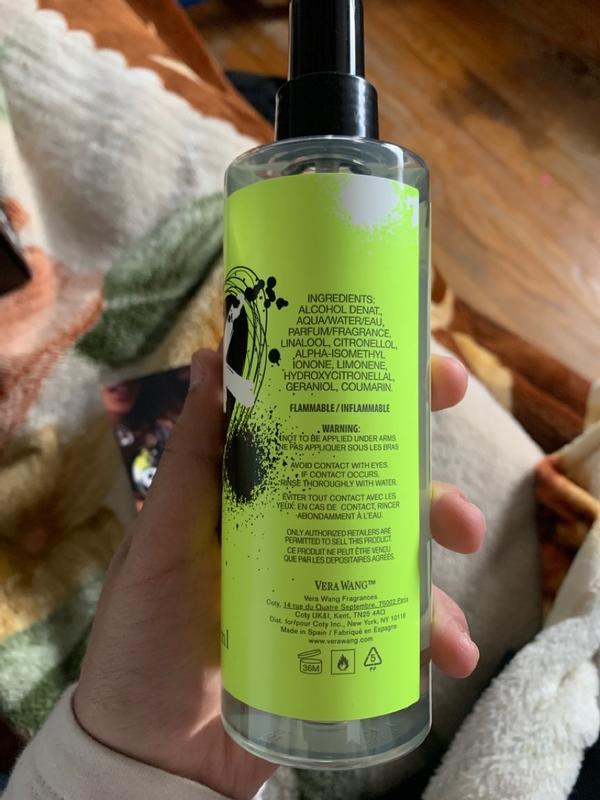 INGREDIENTS:
ALCOHOL DENAT.,
AQUA/WATER/EAU,
PARFUM/FRAGRANCE,
LINALOOL, CITRONELLOL,
ALPHA-ISOMETHYL
IONONE, LIMONENE,
HYDROXYCITRONELLAL,
GERANIOL, COUMARIN.
FLAMMABLE / INFLAMMABLE
WARNING:
NOT TO BE APPLIED UNDER ARMS
NE PAS APPLIQUER SOUS LES BRAS
AVOID CONTACT WITH EYES.
IF CONTACT OCCURS,
RINSE THOROUGHLY WITH WATER.
ÉVITER TOUT CONTACT AVEC LES
YEUX: EN CAS DE CONTACT, RINCER
ABONDAMMENT À L'EAU.
ONLY AUTHORIZED RETAILERS ARE
PERMITTED TO SELL THIS PRODUCT.
CE PRODUIT NE PEUT ÊTRE VENDU
QUE PAR LES DEPOSITAIRES AGRÉÉS.
VERA WANG™
Vera Wang Fragrances
Coty, 14 rue du Quatre Septembre, 75002 Paris
Coty UK&I, Kent, TN25 4AQ
Dist. for/pour Coty Inc., New York, NY 10118
Made in Spain / Fabriqué en Espagne
www.verawang.com
36M
5
PP
ml